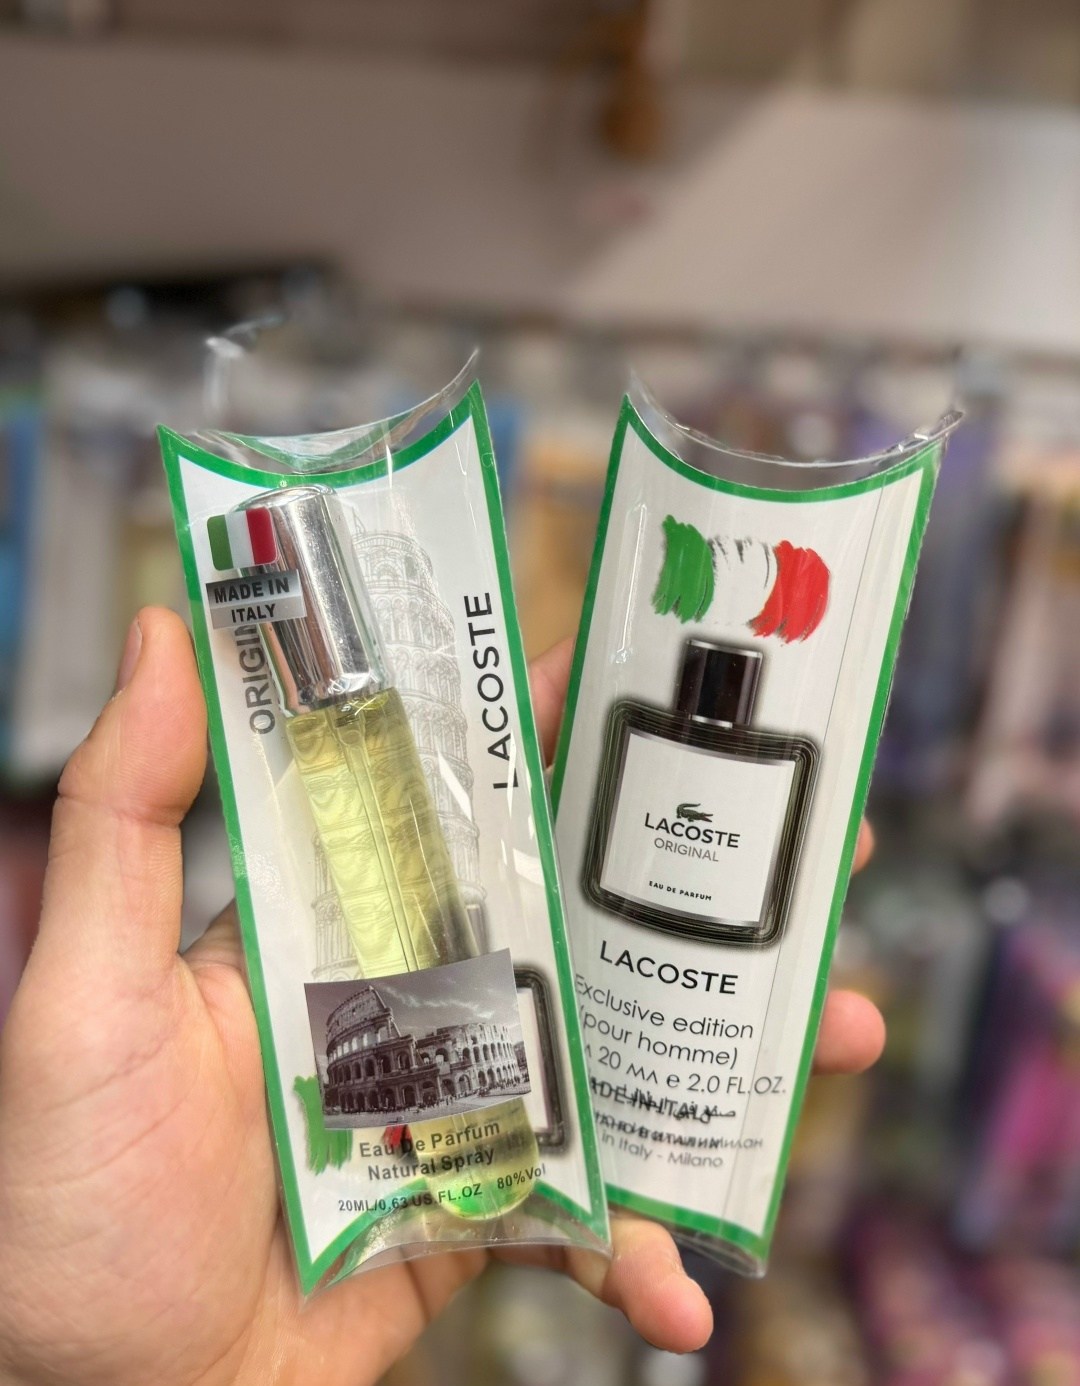 MADE IN
ITALY
LACOSTE
Eau De Parfum
Natural Spray
20ML/0,63 US FL.OZ 80%Vol
LACOSTE
ORIGINAL
EAU DE PARFUM
LACOSTE
Exclusive edition
(pour homme)
20 мл e 2.0 FL.OZ.
in Italy - Milano